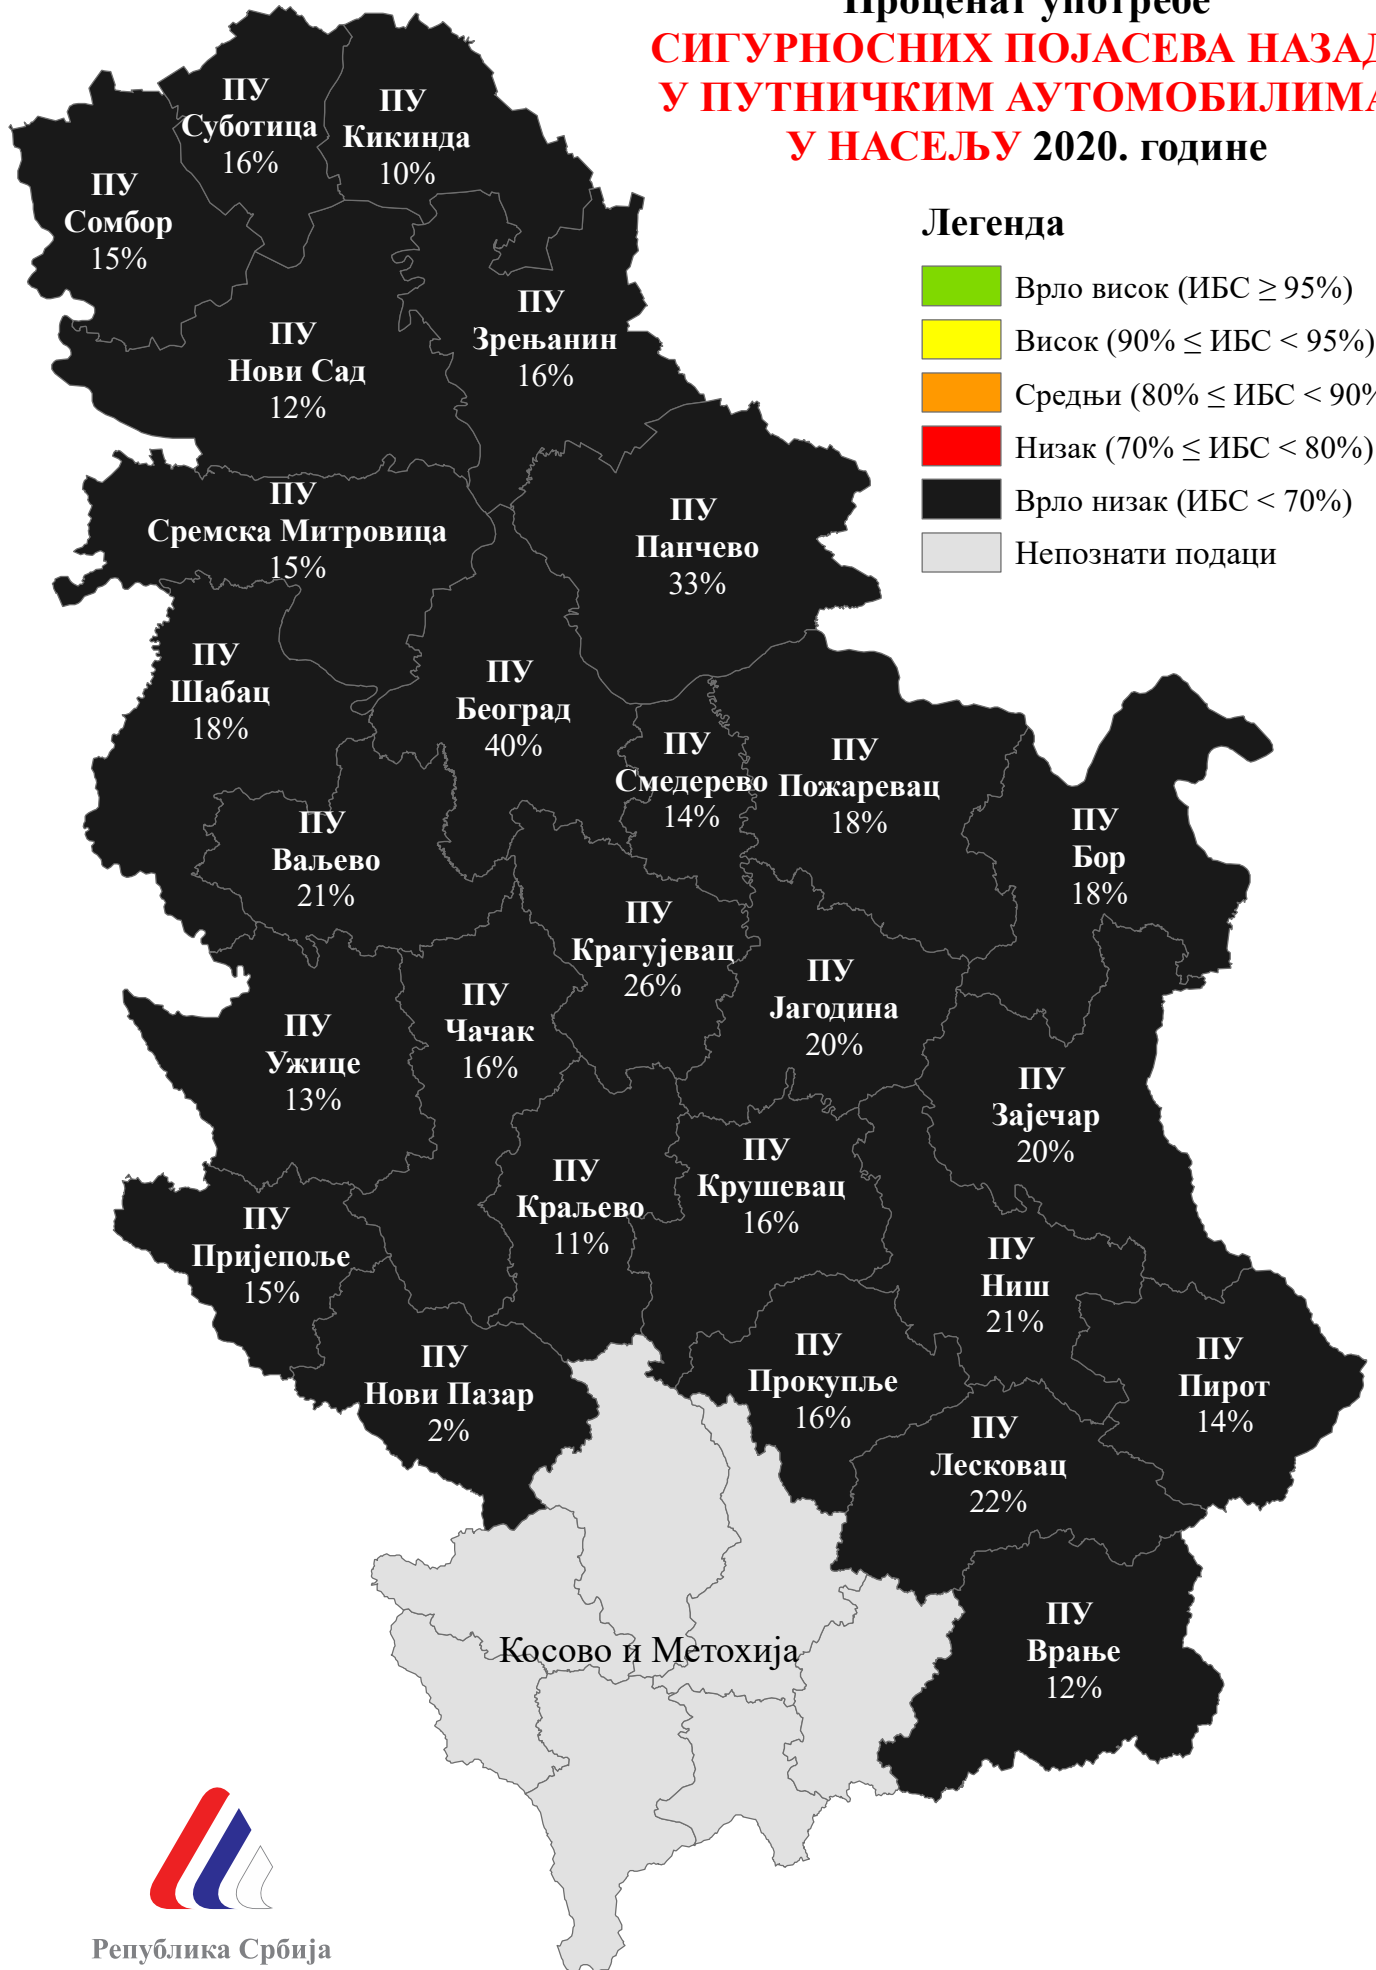 Проценат употребе
СИГУРНОСНИХ ПОЈАСЕВА НАЗАД
У ПУТНИЧКИМ АУТОМОБИЛИМА
У НАСЕЉУ 2020. године
Легенда
Врло висок (ИБС ≥ 95%)
Висок (90% ≤ ИБС < 95%)
Средњи (80% ≤ ИБС < 90%
Низак (70% ≤ ИБС < 80%)
Врло низак (ИБС < 70%)
Непознати подаци
ПУ
Суботица
16%
ПУ
Кикинда
10%
ПУ
Сомбор
15%
ПУ
Зрењанин
16%
ПУ
Нови Сад
12%
ПУ
Сремска Митровица
15%
ПУ
Панчево
33%
ПУ
Шабац
18%
ПУ
Београд
40%
ПУ
Смедерево
14%
ПУ
Пожаревац
18%
ПУ
Бор
18%
ПУ
Ваљево
21%
ПУ
Крагујевац
26%
ПУ
Јагодина
20%
ПУ
Чачак
16%
ПУ
Ужице
13%
ПУ
Зајечар
20%
ПУ
Крушевац
16%
ПУ
Краљево
11%
ПУ
Пријепоље
15%
ПУ
Ниш
21%
ПУ
Прокупље
16%
ПУ
Пирот
14%
ПУ
Нови Пазар
2%
ПУ
Лесковац
22%
ПУ
Врање
12%
Косово и Метохија
Република Србија